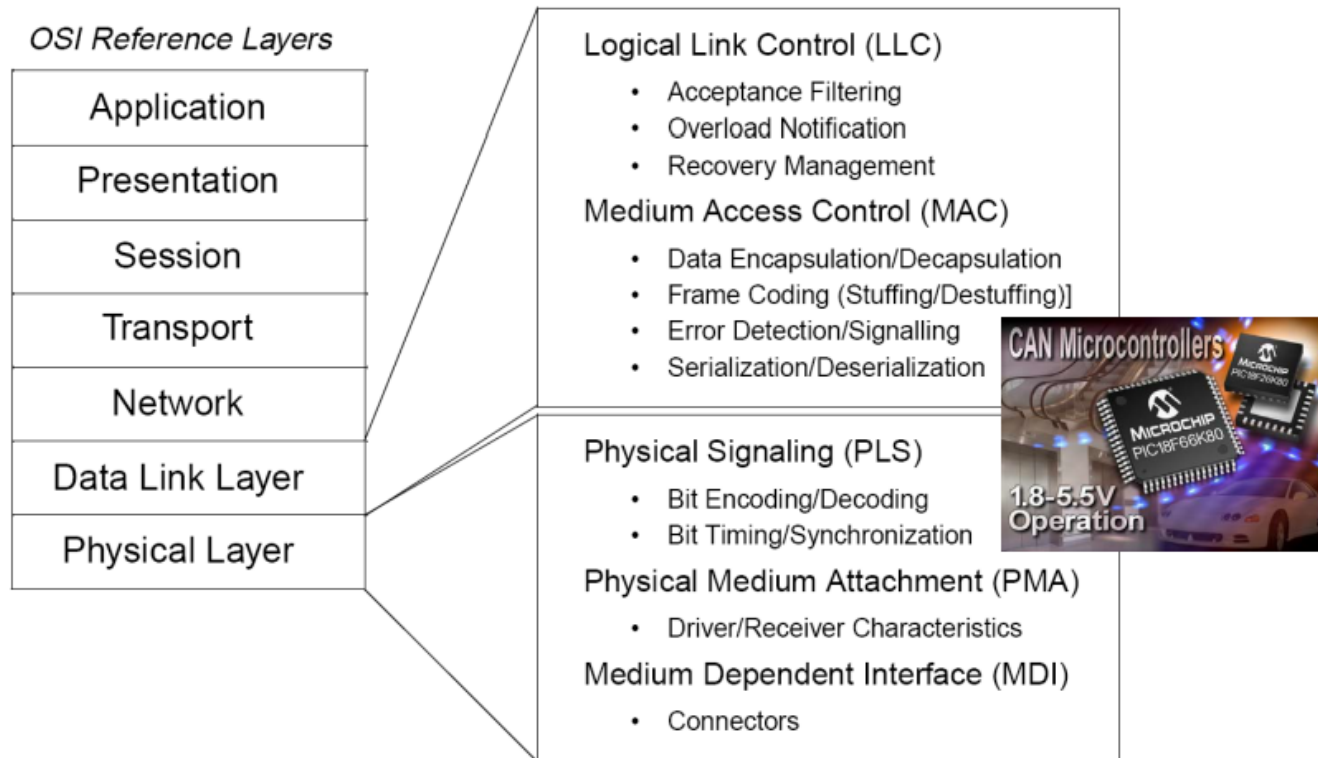 OSI Reference Layers
Application
Presentation
Session
Transport
Network
Data Link Layer
Physical Layer
Logical Link Control (LLC)
• Acceptance Filtering
• Overload Notification
• Recovery Management
Medium Access Control (MAC)
• Data Encapsulation/Decapsulation
• Frame Coding (Stuffing/Destuffing)]
• Error Detection/Signalling
• Serialization/Deserialization
Physical Signaling (PLS)
• Bit Encoding/Decoding
• Bit Timing/Synchronization
Physical Medium Attachment (PMA)
• Driver/Receiver Characteristics
Medium Dependent Interface (MDI)
• Connectors
CAN Microcontrollers
MICROCHIP
PIC18F26K80
MICROCHIP
PIC18F66K80
1.8-5.5V
Operation